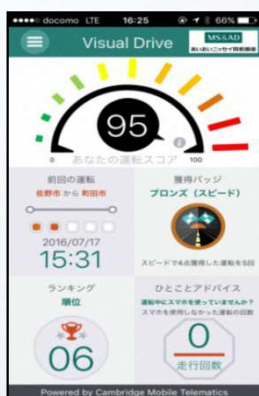 docomo LTE 16:25 66%
Visual Drive
MS&AD
あいおいニッセイ同和損保
95
0 あなたの運転スコア 100
前回の運転
佐野市 から 町田市
2016/07/17
15:31
獲得バッジ
ブロンズ（スピード）
スピードで4点獲得した運転を5回
ランキング
順位
06
ひとことアドバイス
運転中にスマホを使っていませんか？
スマホを使用しなかった運転の回数
0
走行回数
Powered by Cambridge Mobile Telematics